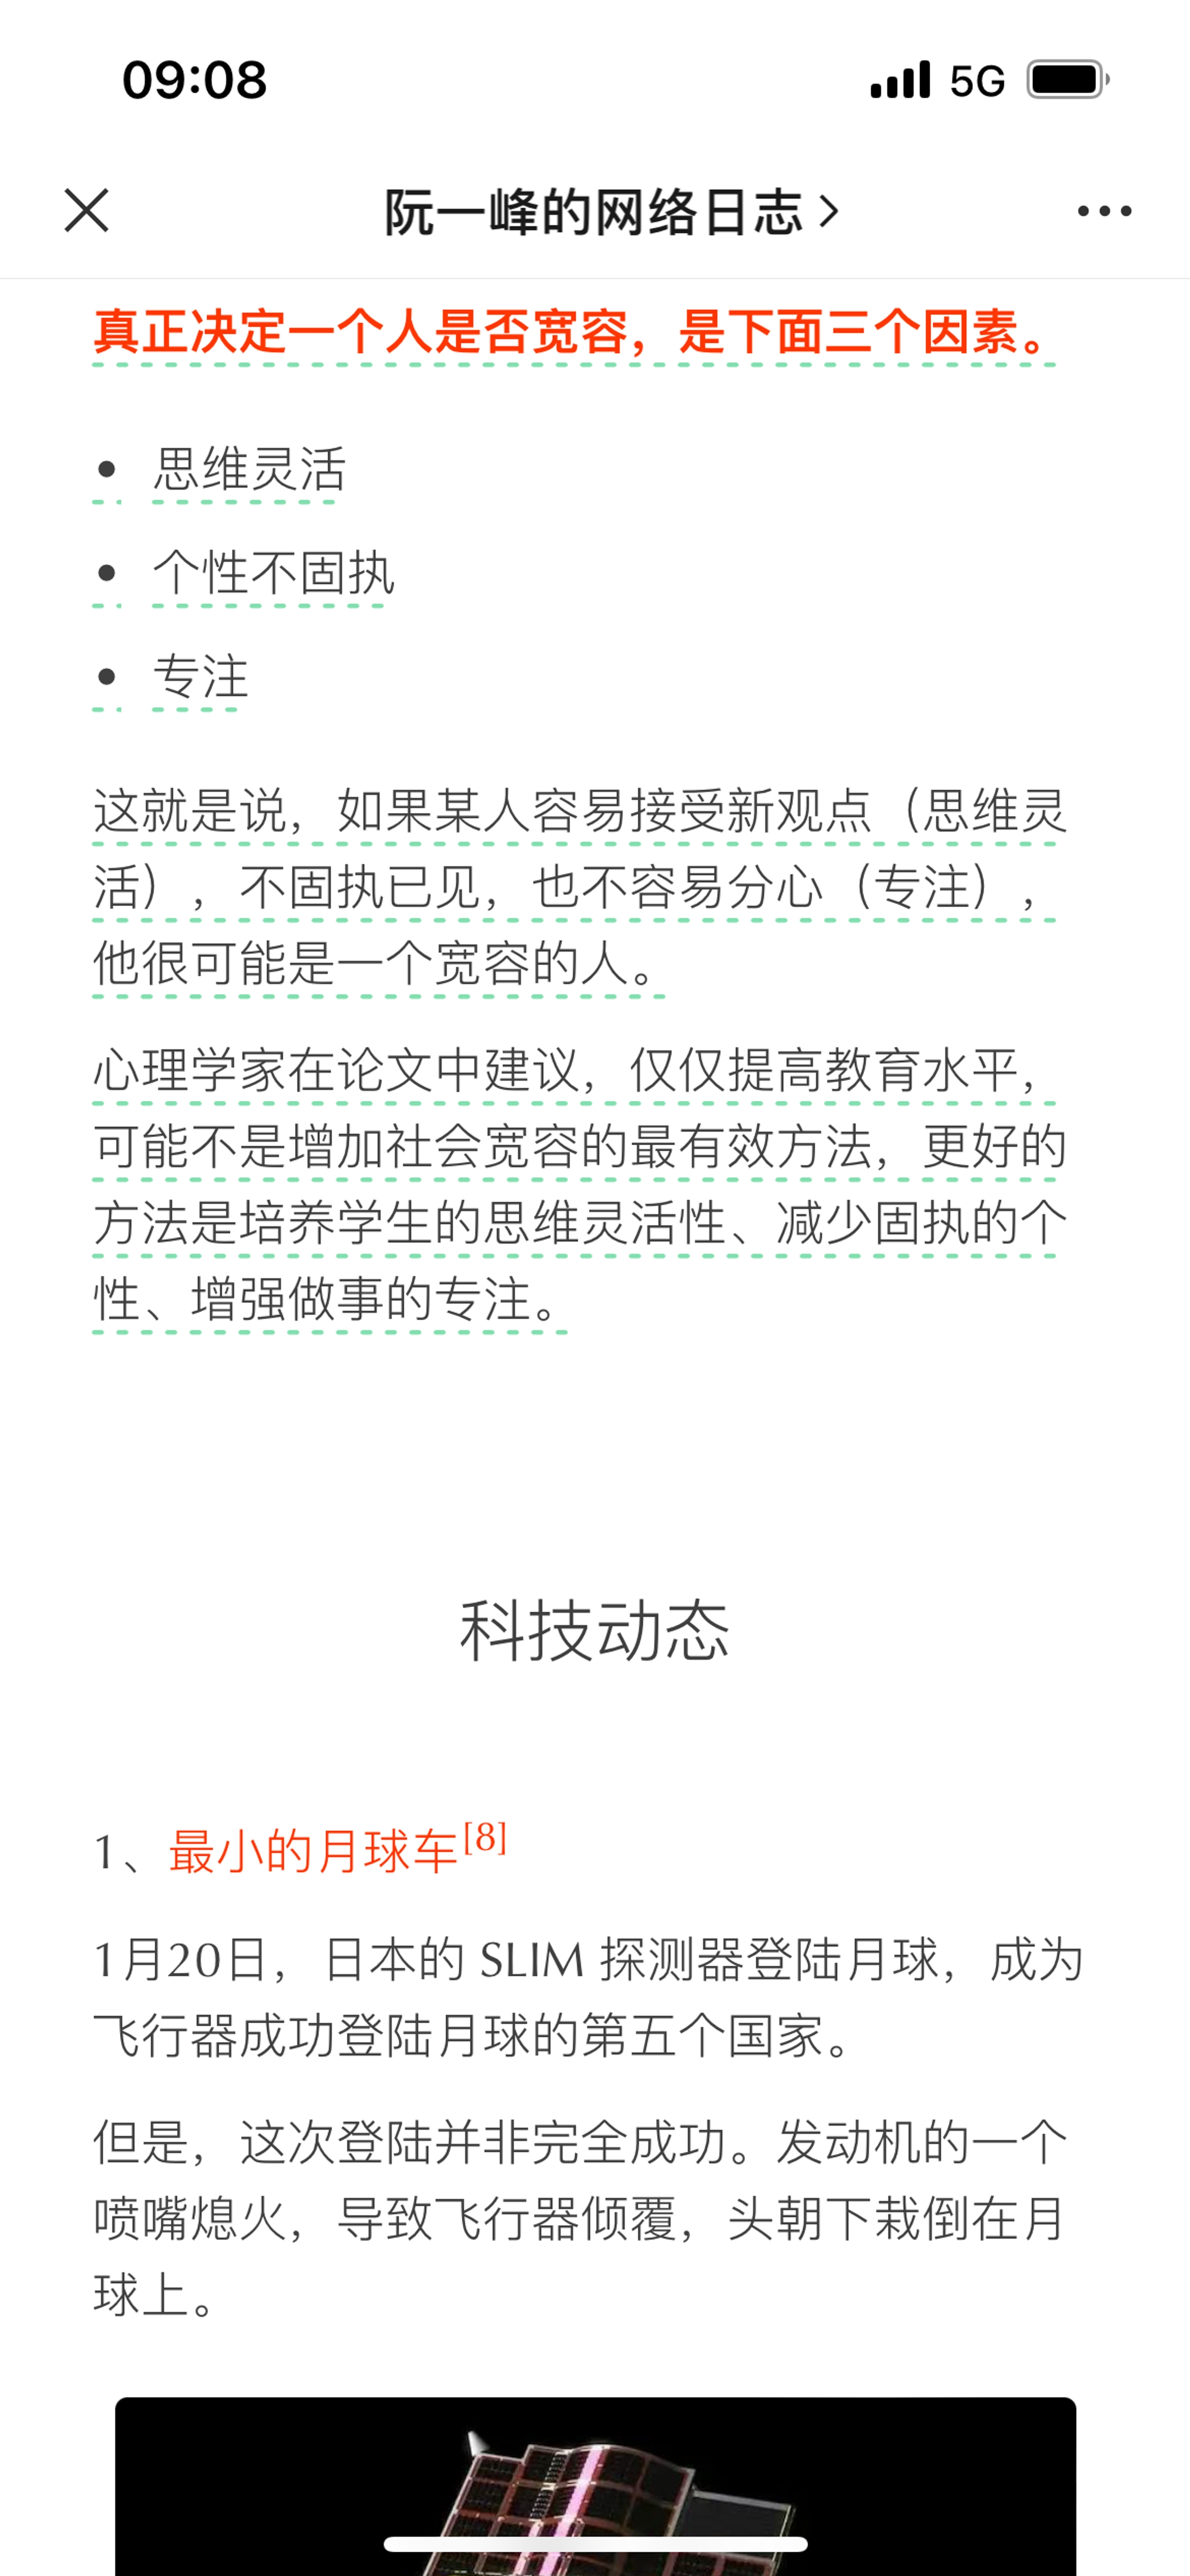 09:08
5G
阮一峰的网络日志
真正决定一个人是否宽容，是下面三个因素。
• 思维灵活
• 个性不固执
• 专注
这就是说，如果某人容易接受新观点（思维灵
活），不固执已见，也不容易分心（专注），
他很可能是一个宽容的人。
心理学家在论文中建议，仅仅提高教育水平，
可能不是增加社会宽容的最有效方法，更好的
方法是培养学生的思维灵活性、减少固执的个
性、增强做事的专注。
科技动态
1、最小的月球车[8]
1月20日，日本的 SLIM 探测器登陆月球，成为
飞行器成功登陆月球的第五个国家。
但是，这次登陆并非完全成功。发动机的一个
喷嘴熄火，导致飞行器倾覆，头朝下栽倒在月
球上。